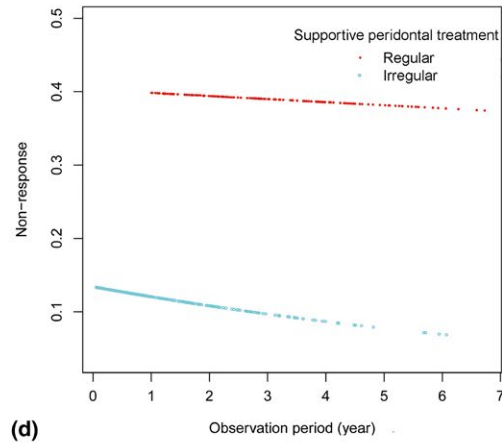 0.5
0.4
0.3
0.2
0.1
Non-response
Supportive peridontal treatment
Regular
Irregular
0 1 2 3 4 5 6 7
Observation period (year)
(d)